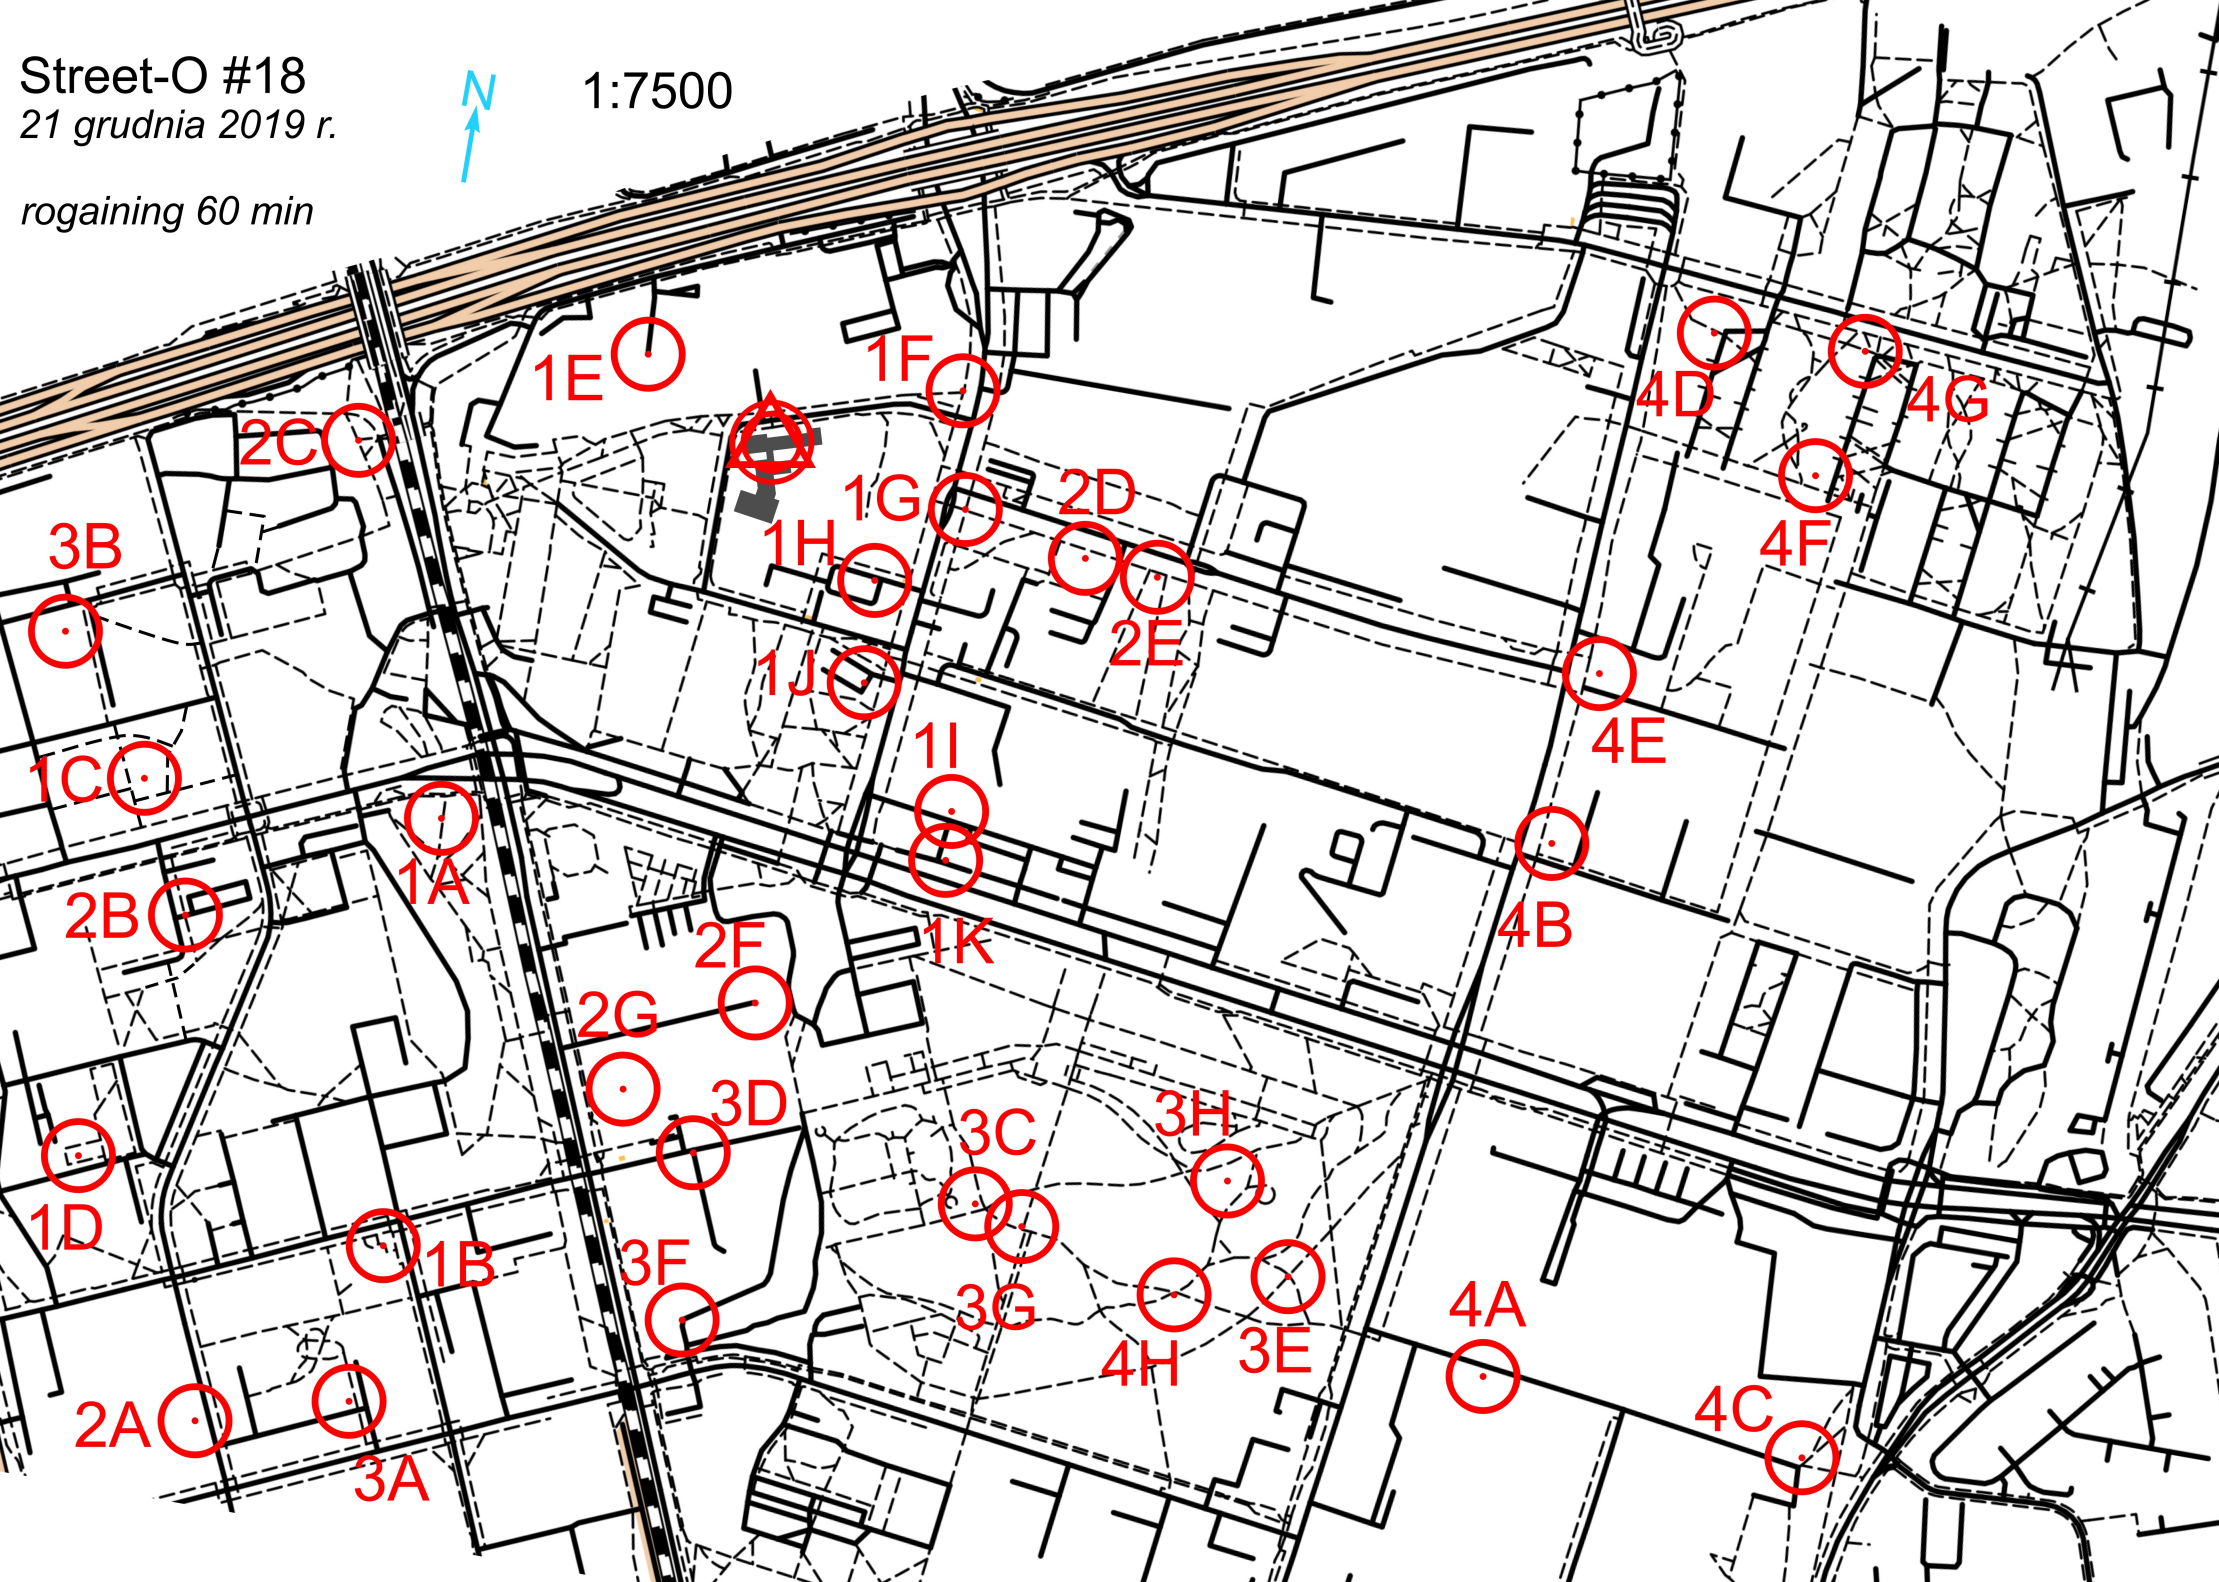 Street-O #18
21 grudnia 2019 r.
rogaining 60 min
N
1:7500
1E
1F
2C
4D
4G
3B
1G
2D
1H
4F
1J
2E
1I
4E
1C
1A
2B
1K
4B
2F
2G
3D
3C
3H
1D
1B
3F
3G
4A
4H
3E
2A
3A
4C